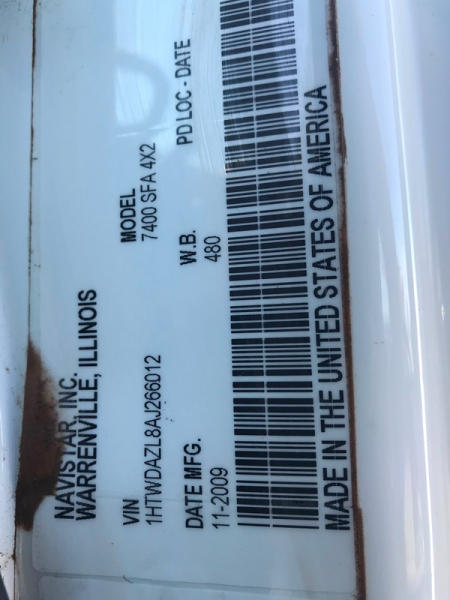 NAVISTAR, INC.
WARRENVILLE, ILLINOIS
VIN MODEL
1HTWDAZL8AJ266012 7400 SFA 4X2
DATE MFG. W.B. PD LOC - DATE
11-2009 480
MADE IN THE UNITED STATES OF AMERICA